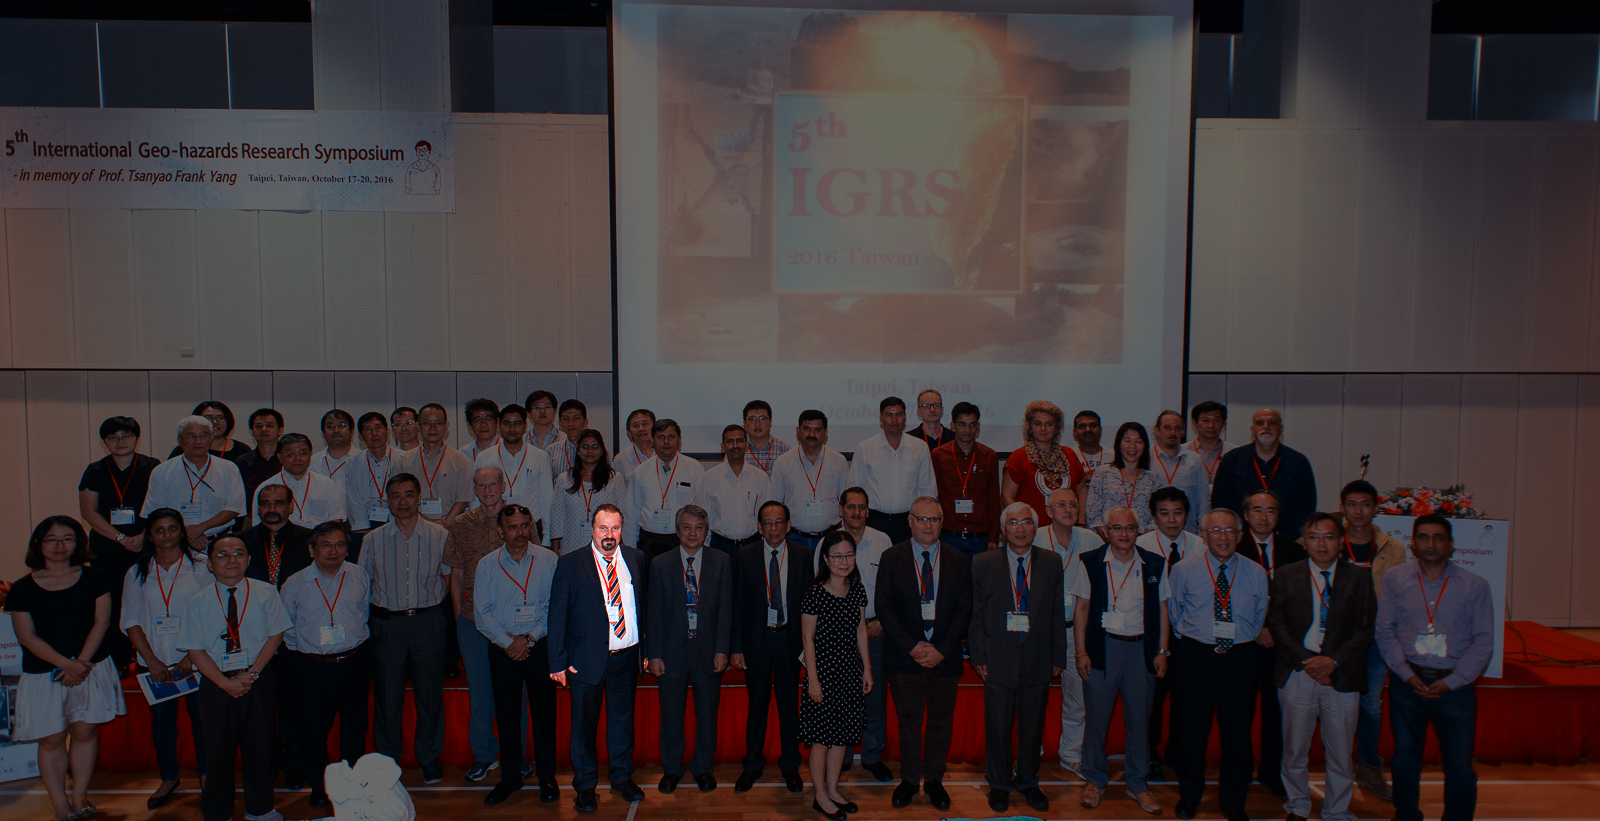 5th International Geo-hazards Research Symposium
- in memory of Prof. Tsanyao Frank Yang Taipei, Taiwan, October 17-20, 2016
5th
IGRS
2016 Taiwan
Taipei, Taiwan